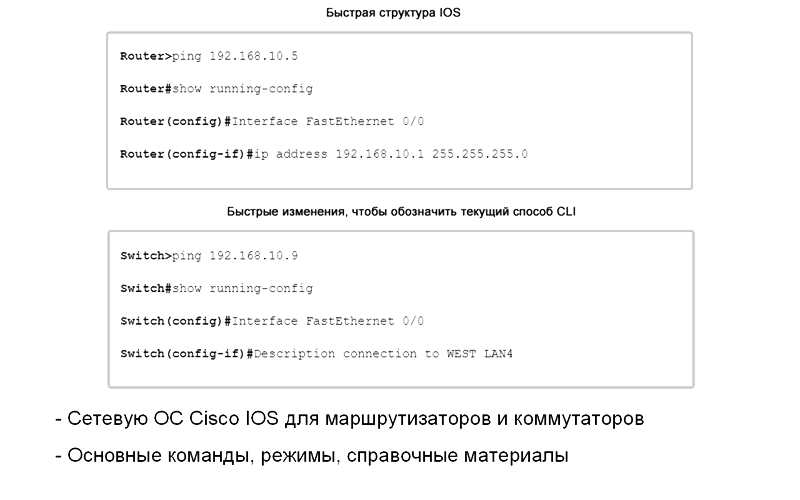 Быстрая структура IOS
Router>ping 192.168.10.5
Router#show running-config
Router(config)#Interface FastEthernet 0/0
Router(config-if)#ip address 192.168.10.1 255.255.255.0
Быстрые изменения, чтобы обозначить текущий способ CLI
Switch>ping 192.168.10.9
Switch#show running-config
Switch(config)#Interface FastEthernet 0/0
Switch(config-if)#Description connection to WEST LAN4
- Сетевую ОС Cisco IOS для маршрутизаторов и коммутаторов
- Основные команды, режимы, справочные материалы